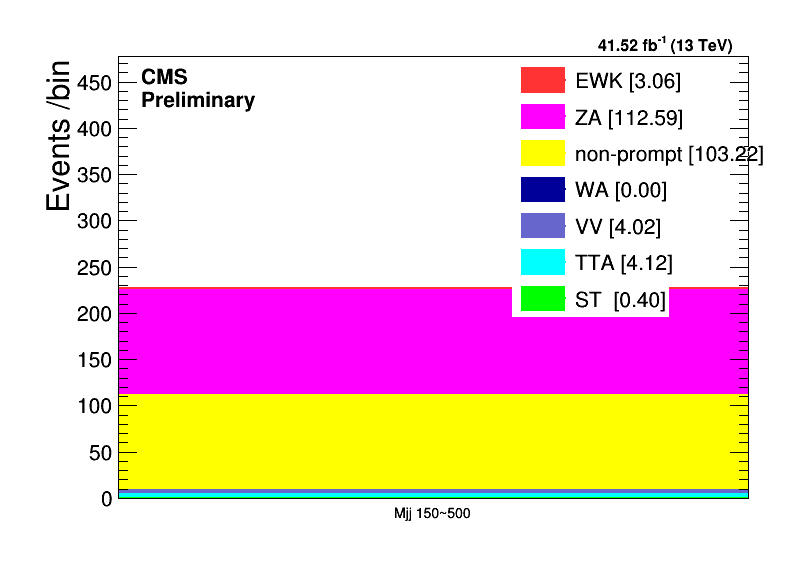 41.52 fb-1 (13 TeV)
CMS
Preliminary
Events /bin
450
400
350
300
250
200
150
100
50
0
EWK [3.06]
ZA [112.59]
non-prompt [103.22]
WA [0.00]
VV [4.02]
TTA [4.12]
ST [0.40]
Mjj 150~500